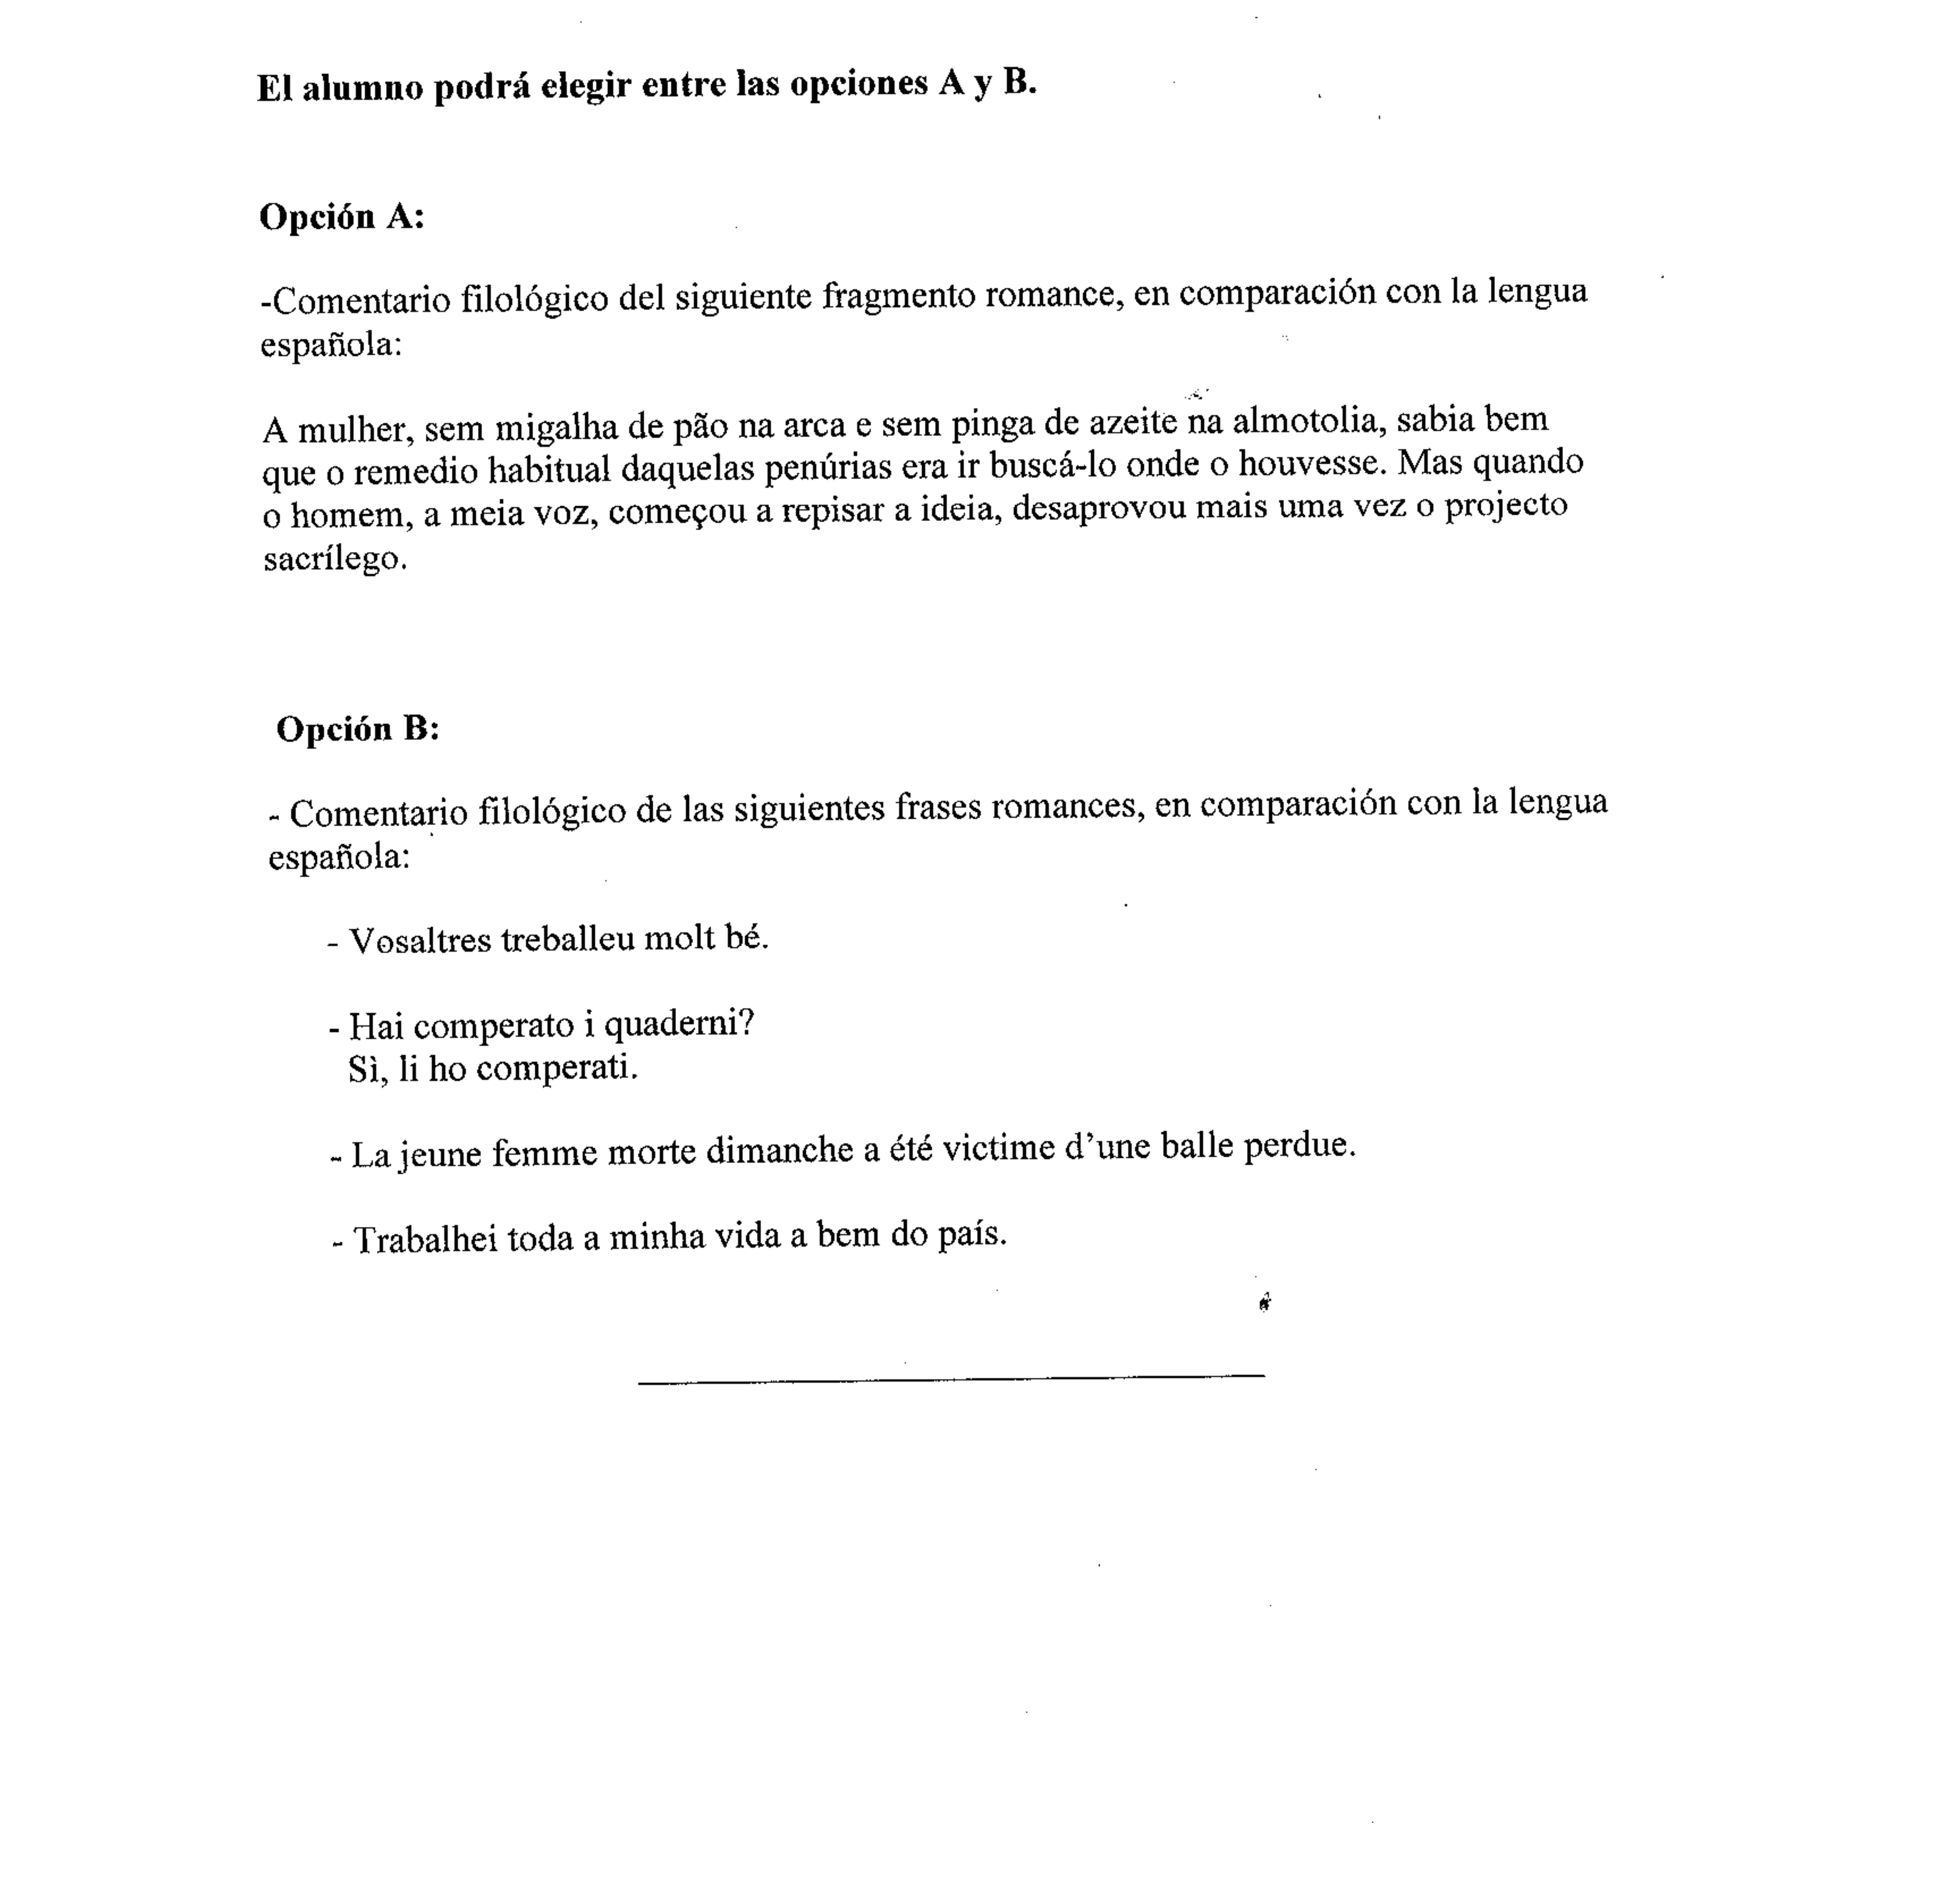 El alumno podrá elegir entre las opciones A y B.
Opción A:
-Comentario filológico del siguiente fragmento romance, en comparación con la lengua
española:
A mulher, sem migalha de pão na arca e sem pinga de azeite na almotolia, sabia bem
que o remedio habitual daquelas penúrias era ir buscá-lo onde o houvesse. Mas quando
o homem, a meia voz, começou a repisar a ideia, desaprovou mais uma vez o projecto
sacrílego.
Opción B:
- Comentario filológico de las siguientes frases romances, en comparación con la lengua
española:
- Vosaltres treballeu molt bé.
- Hai comperato i quaderni?
Sì, li ho comperati.
- La jeune femme morte dimanche a été victime d'une balle perdue.
- Trabalhei toda a minha vida a bem do país.